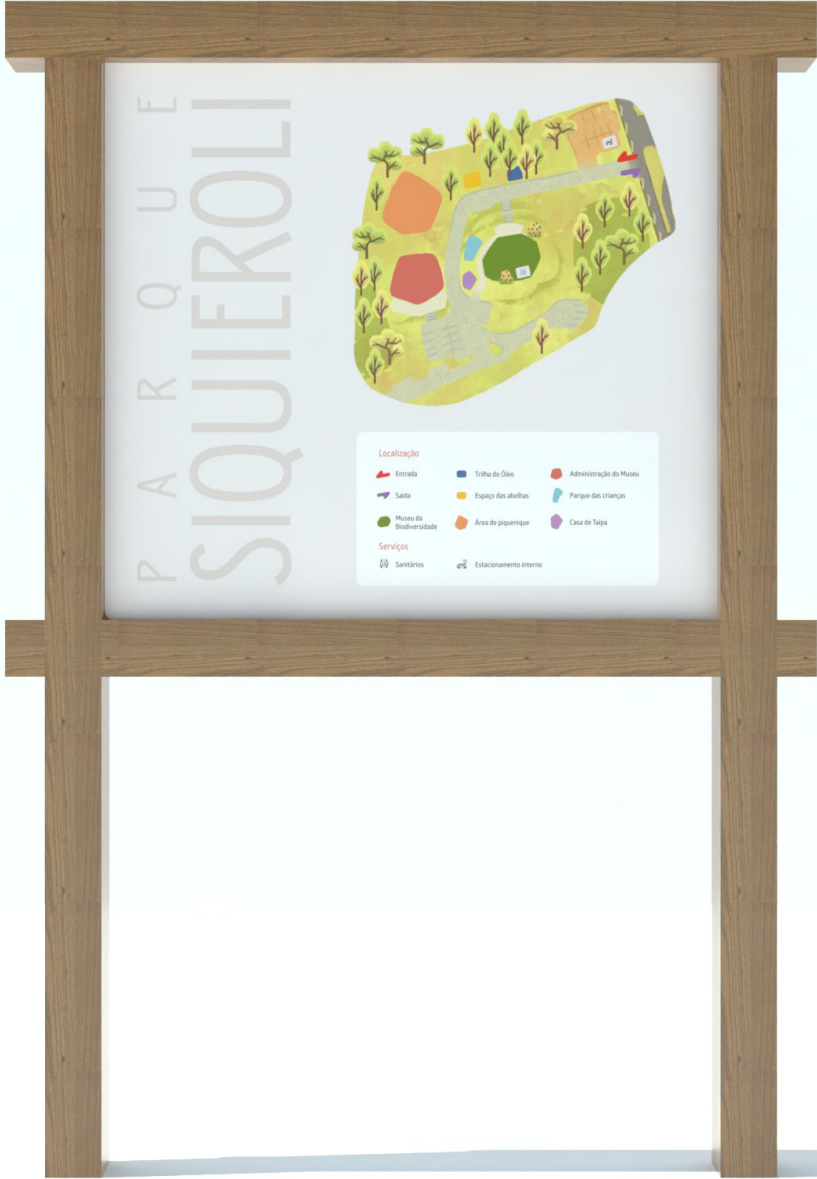 PARQUE
SIQUIEROLI
Localização
Entrada
Trilha do Óleo
Administração do Museu
Saída
Espaço das abelhas
Parque das crianças
Museu da
Biodiversidade
Área de piquenique
Casa de Taipa
Serviços
Sanitários
Estacionamento interno